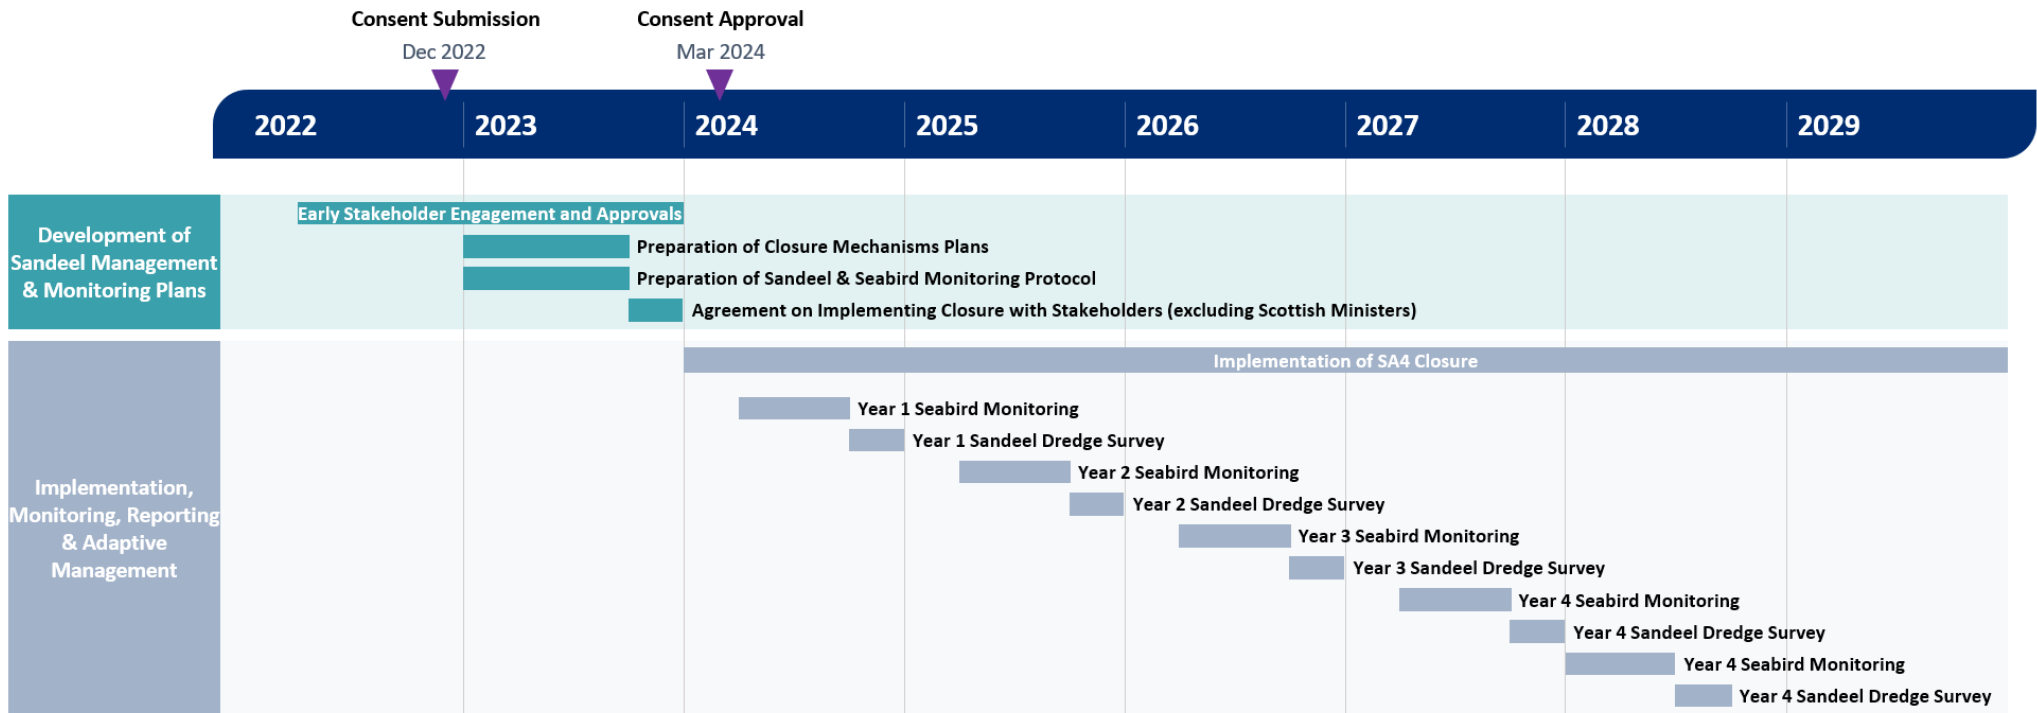 Consent Submission
Dec 2022
Consent Approval
Mar 2024
2022
2023
2024
2025
2026
2027
2028
2029
Development of
Sandeel Management
& Monitoring Plans
Early Stakeholder Engagement and Approvals
Preparation of Closure Mechanisms Plans
Preparation of Sandeel & Seabird Monitoring Protocol
Agreement on Implementing Closure with Stakeholders (excluding Scottish Ministers)
Implementation,
Monitoring, Reporting
& Adaptive
Management
Implementation of SA4 Closure
Year 1 Seabird Monitoring
Year 1 Sandeel Dredge Survey
Year 2 Seabird Monitoring
Year 2 Sandeel Dredge Survey
Year 3 Seabird Monitoring
Year 3 Sandeel Dredge Survey
Year 4 Seabird Monitoring
Year 4 Sandeel Dredge Survey
Year 4 Seabird Monitoring
Year 4 Sandeel Dredge Survey